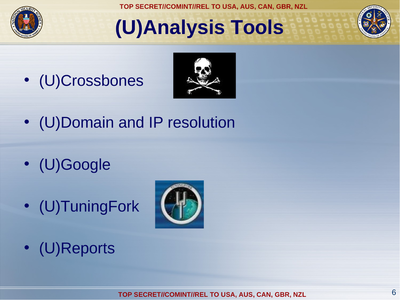 TOP SECRET//COMINT//REL TO USA, AUS, CAN, GBR, NZL
(U)Analysis Tools
• (U)Crossbones
• (U)Domain and IP resolution
• (U)Google
• (U)TuningFork
• (U)Reports
TOP SECRET//COMINT//REL TO USA, AUS, CAN, GBR, NZL
6